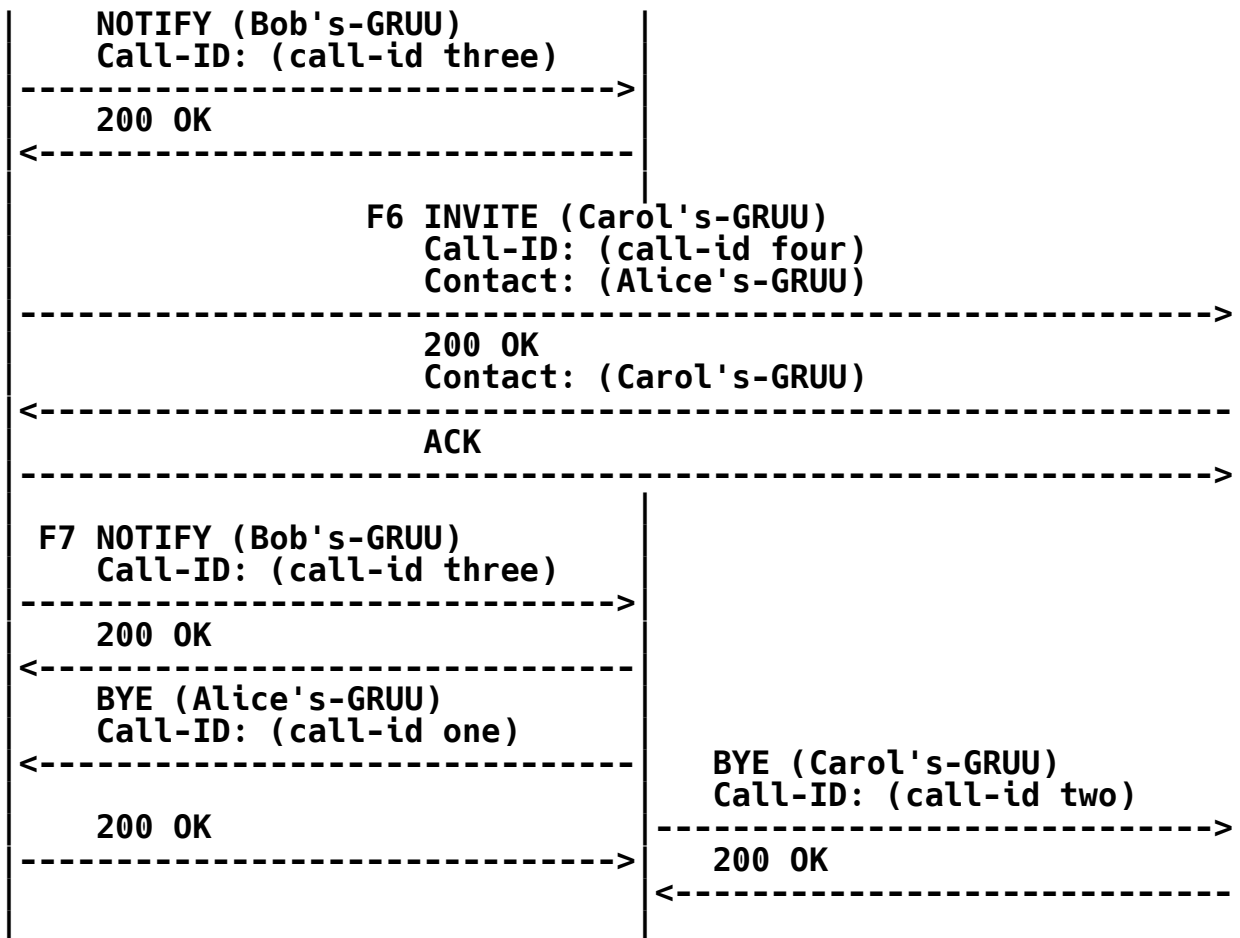 NOTIFY (Bob's-GRUU)
Call-ID: (call-id three)
200 OK
F6 INVITE (Carol's-GRUU)
Call-ID: (call-id four)
Contact: (Alice's-GRUU)
200 OK
Contact: (Carol's-GRUU)
ACK
F7 NOTIFY (Bob's-GRUU)
Call-ID: (call-id three)
200 OK
BYE (Alice's-GRUU)
Call-ID: (call-id one)
BYE (Carol's-GRUU)
Call-ID: (call-id two)
200 OK
200 OK